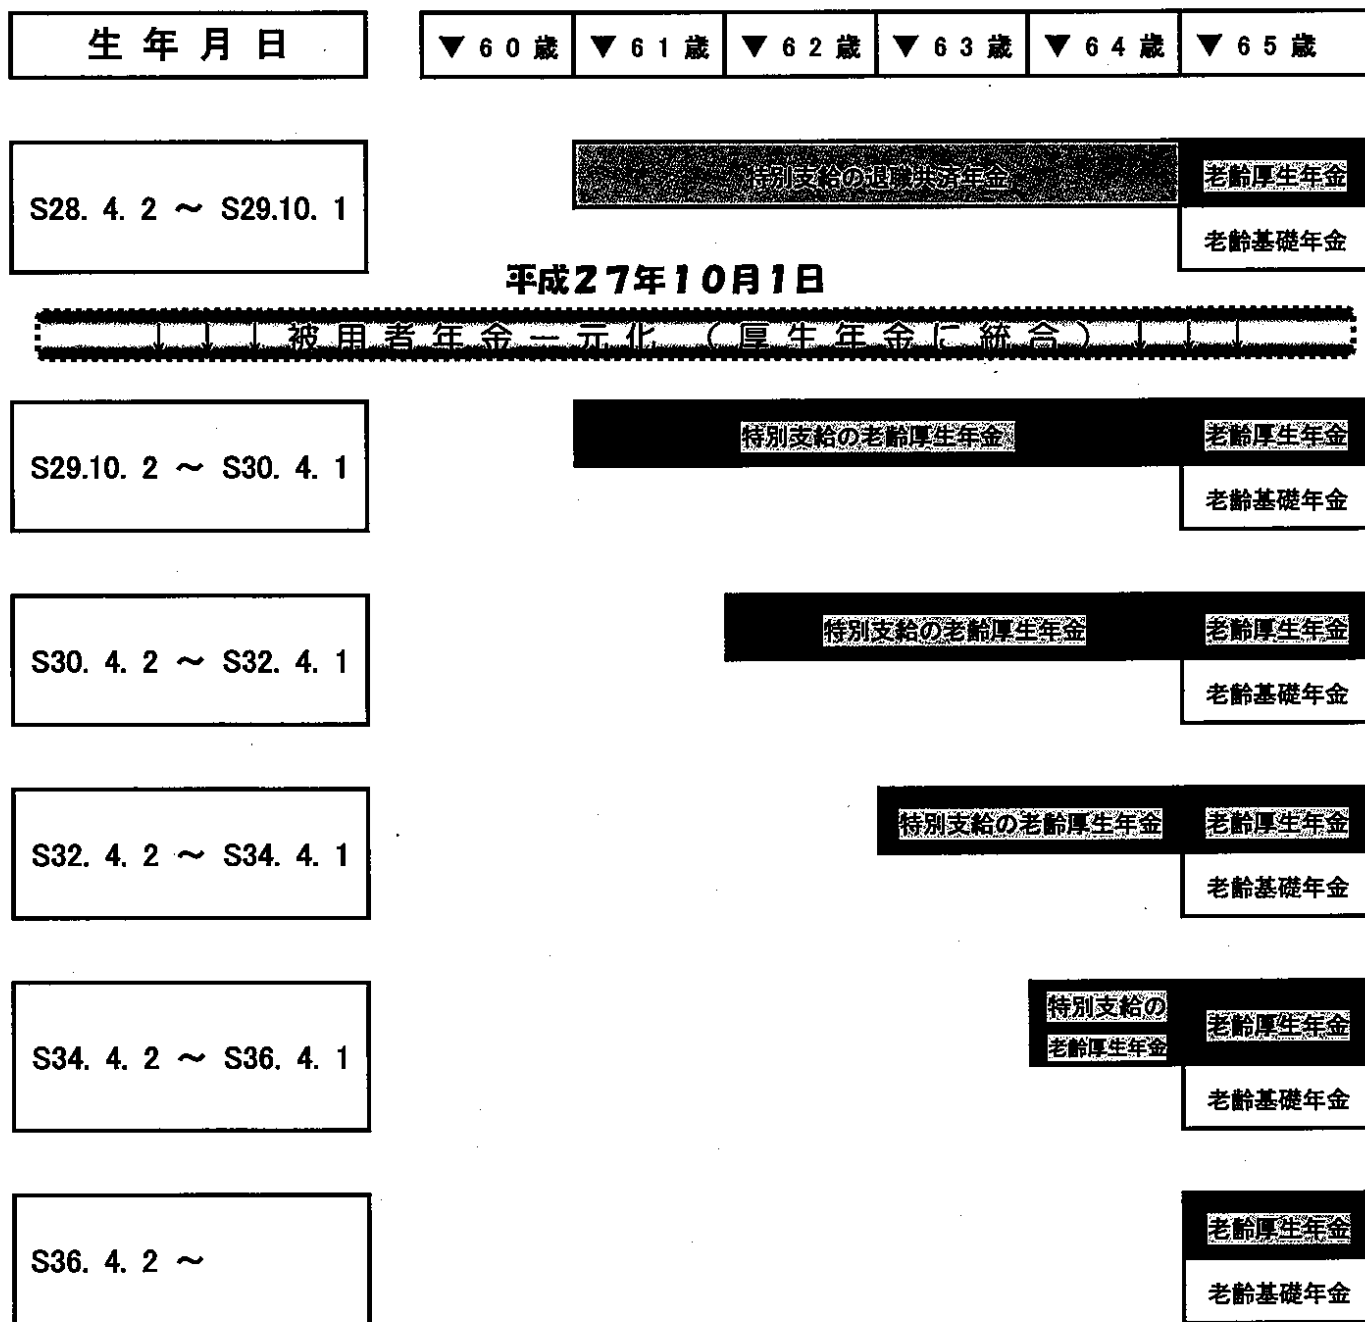 生年月日
▼60歳 ▼61歳 ▼62歳 ▼63歳 ▼64歳 ▼65歳
特別支給の退職共済年金 老齢厚生年金
S28. 4. 2 ～ S29.10. 1
老齢基礎年金
平成27年10月1日
↓ ↓ ↓ 被用者年金一元化（厚生年金に統合） ↓ ↓ ↓
特別支給の老齢厚生年金 老齢厚生年金
S29.10. 2 ～ S30. 4. 1
老齢基礎年金
特別支給の老齢厚生年金 老齢厚生年金
S30. 4. 2 ～ S32. 4. 1
老齢基礎年金
特別支給の老齢厚生年金 老齢厚生年金
S32. 4. 2 ～ S34. 4. 1
老齢基礎年金
特別支給の
老齢厚生年金
老齢厚生年金
S34. 4. 2 ～ S36. 4. 1
老齢基礎年金
老齢厚生年金
S36. 4. 2 ～
老齢基礎年金